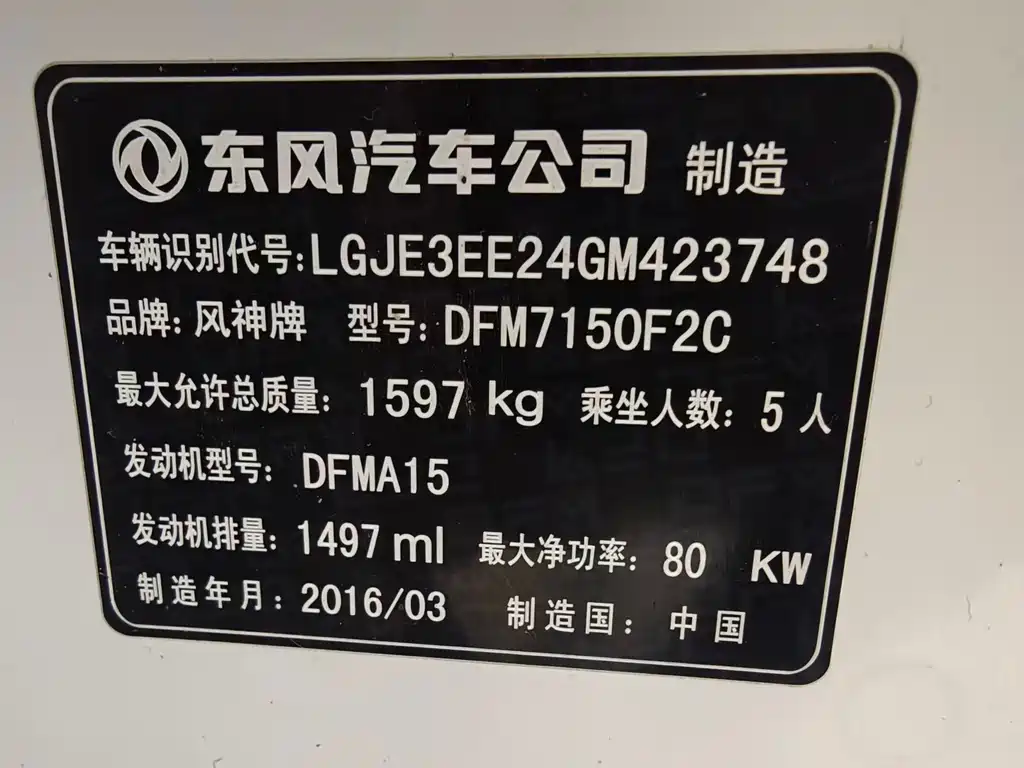 东风汽车公司 制造
车辆识别代号:LGJE3EE24GM423748
品牌: 风神牌 型号: DFM7150F2C
最大允许总质量: 1597 kg 乘坐人数: 5 人
发动机型号: DFMA15
发动机排量: 1497 ml 最大净功率: 80 KW
制造年月: 2016/03 制造国: 中国